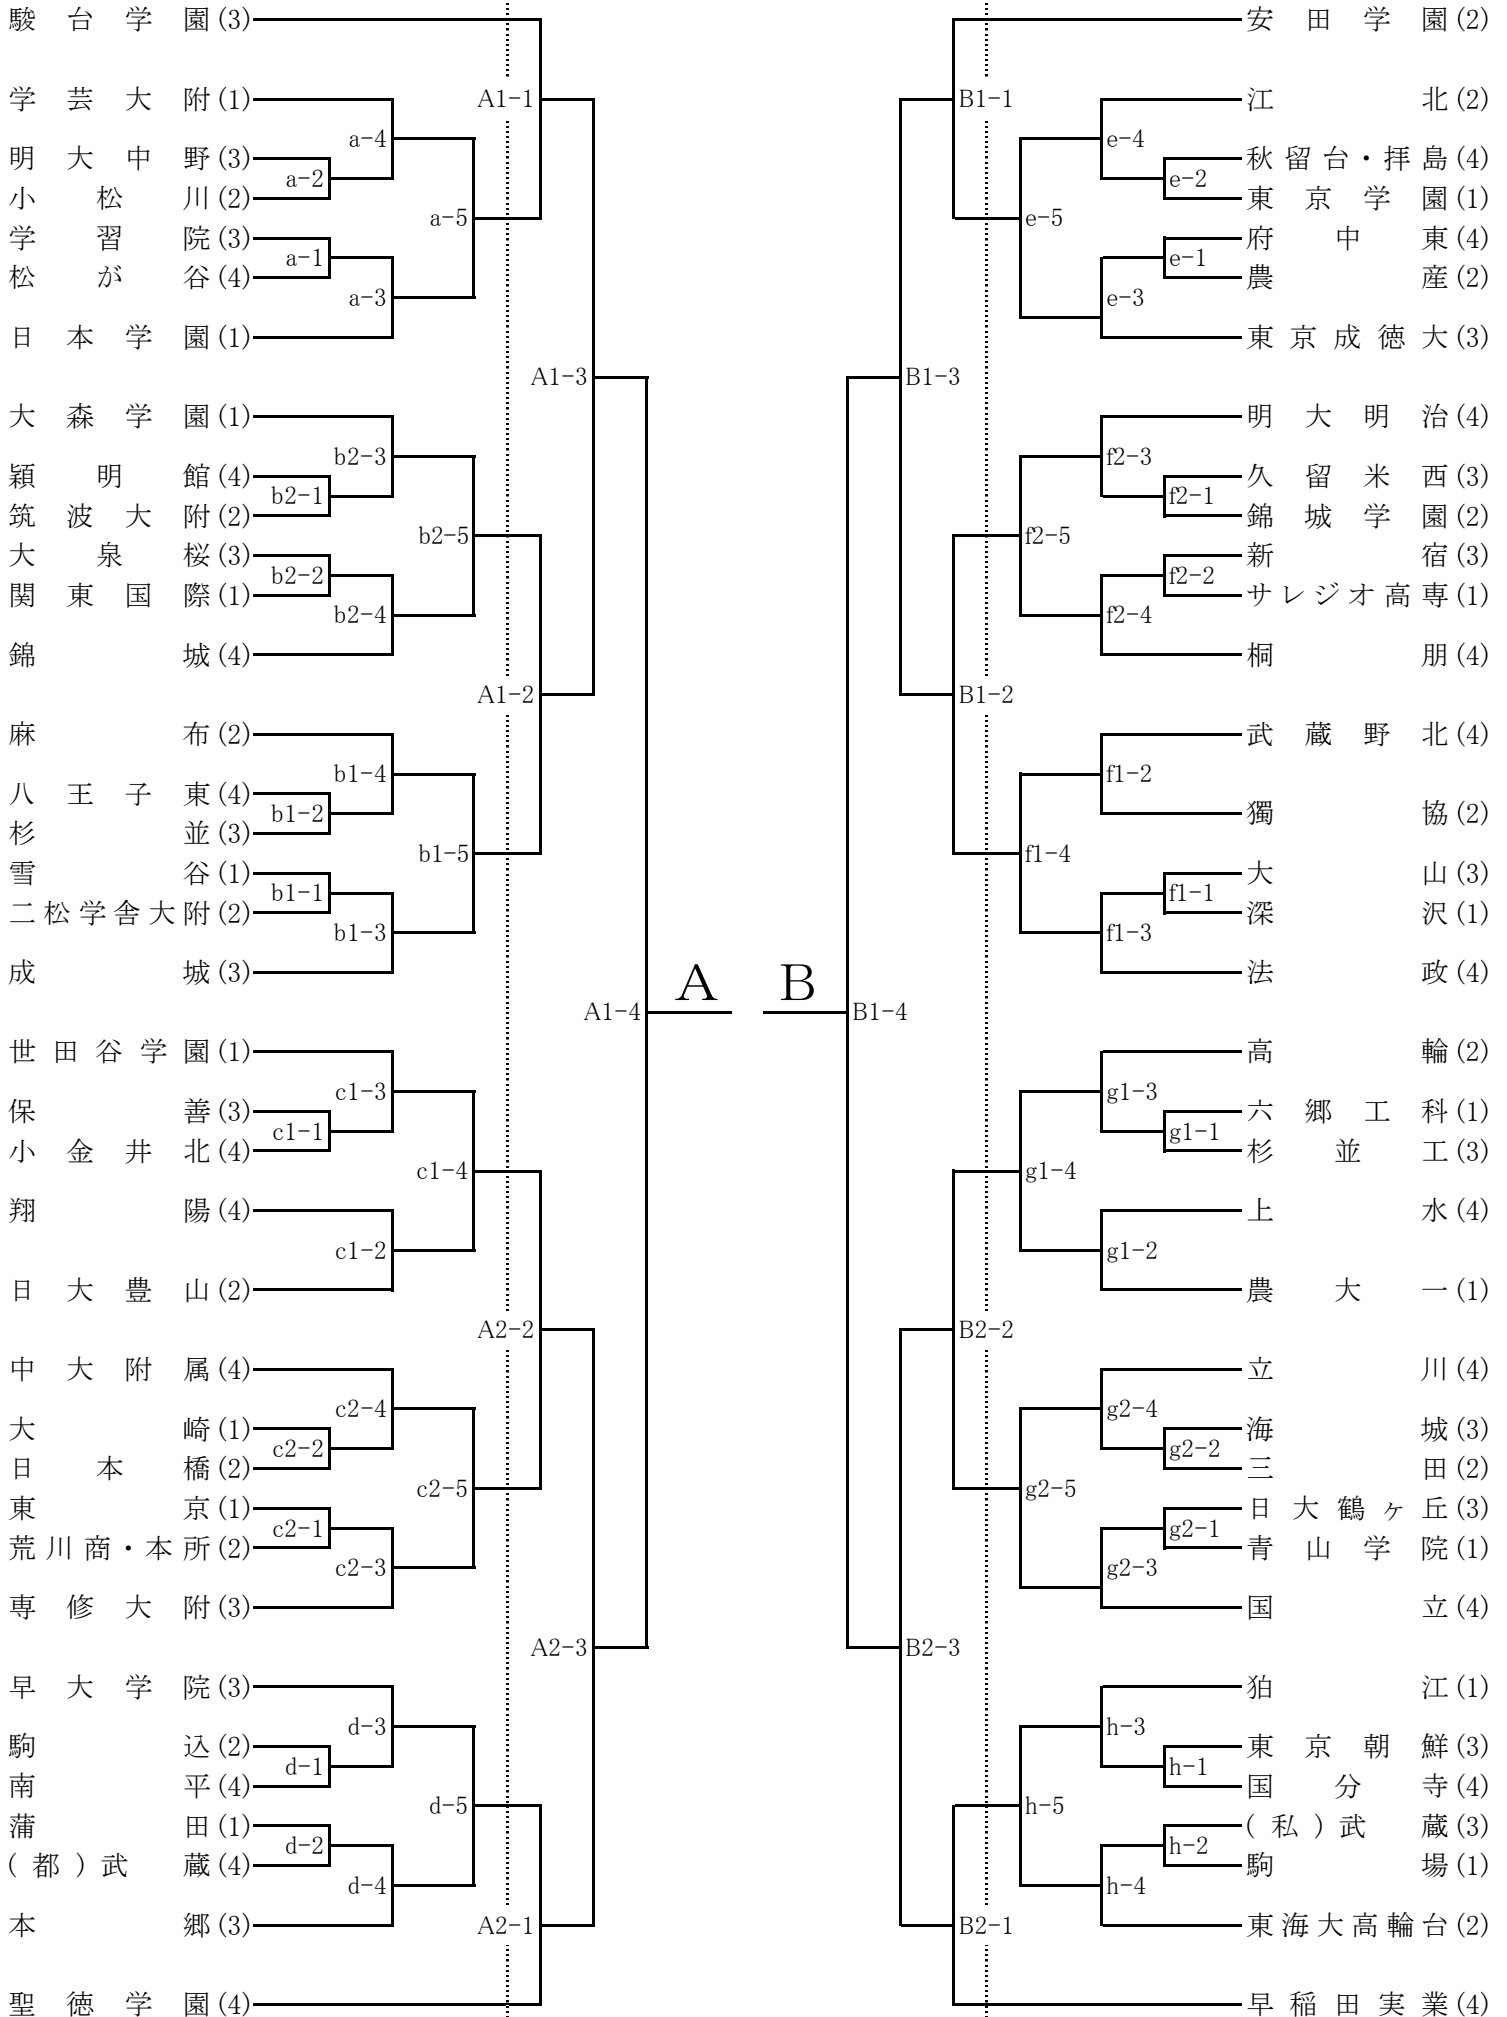 駿台学園(3)
学芸大附(1)
明大中野(3)
小松川(2)
学習院(3)
松が谷(4)
日本学園(1)
大森学園(1)
穎明館(4)
筑波大附(2)
大泉桜(3)
関東国際(1)
錦城(4)
麻布(2)
八王子東(4)
杉並(3)
雪谷(1)
二松学舎大附(2)
成城(3)
世田谷学園(1)
保善(3)
小金井北(4)
翔陽(4)
日大豊山(2)
中大附属(4)
大崎(1)
日本橋(2)
東京(1)
荒川商・本所(2)
専修大附(3)
早大学院(3)
駒込(2)
南平(4)
蒲田(1)
(都)武蔵(4)
本郷(3)
聖徳学園(4)
a-4
a-2
a-1
a-3
a-5
b2-3
b2-1
b2-2
b2-4
b2-5
b1-4
b1-2
b1-1
b1-3
b1-5
c1-3
c1-1
c1-2
c1-4
c2-4
c2-2
c2-1
c2-3
c2-5
d-3
d-1
d-2
d-4
d-5
A1-1
A1-2
A1-3
A1-4
A2-2
A2-3
A2-1
A
B
B1-1
B1-3
B1-2
B1-4
B2-2
B2-3
B2-1
e-4
e-2
e-5
e-1
e-3
f2-3
f2-1
f2-5
f2-2
f2-4
f1-2
f1-4
f1-1
f1-3
g1-3
g1-1
g1-4
g1-2
g2-4
g2-2
g2-5
g2-1
g2-3
h-3
h-1
h-5
h-2
h-4
安田学園(2)
江北(2)
秋留台・拝島(4)
東京学園(1)
府中東(4)
農産(2)
東京成徳大(3)
明大明治(4)
久留米西(3)
錦城学園(2)
新宿(3)
サレジオ高専(1)
桐朋(4)
武蔵野北(4)
獨協(2)
大山(3)
深沢(1)
法政(4)
高輪(2)
六郷工科(1)
杉並工(3)
上水(4)
農大一(1)
立川(4)
海城(3)
三田(2)
日大鶴ヶ丘(3)
青山学院(1)
国立(4)
狛江(1)
東京朝鮮(3)
国分寺(4)
(私)武蔵(3)
駒場(1)
東海大高輪台(2)
早稲田実業(4)